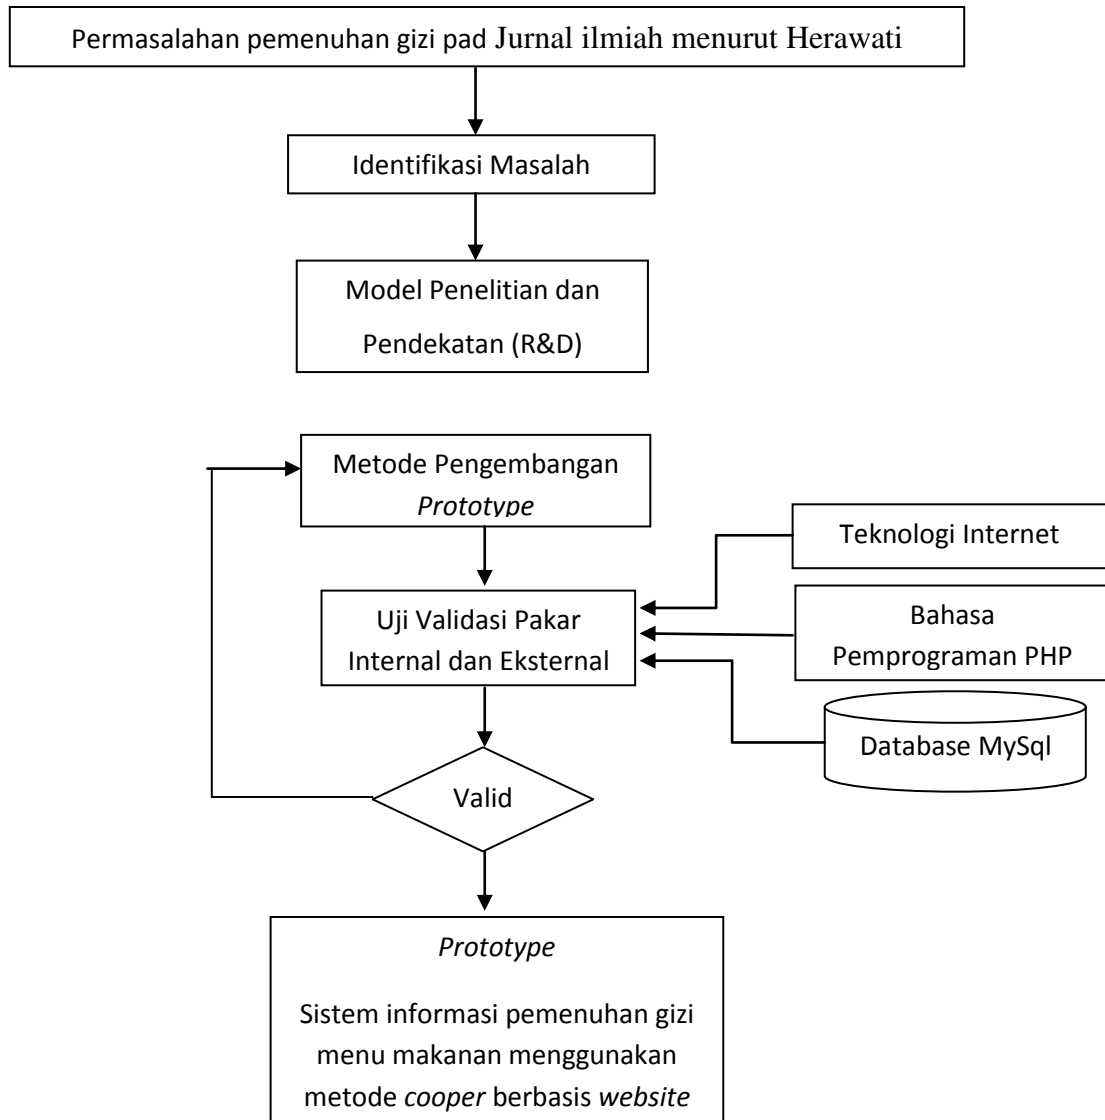 Permasalahan pemenuhan gizi pad Jurnal ilmiah menurut Herawati
Identifikasi Masalah
Model Penelitian dan
Pendekatan (R&D)
Metode Pengembangan
Prototype
Teknologi Internet
Uji Validasi Pakar
Internal dan Eksternal
Bahasa
Pemprograman PHP
Database MySql
Valid
Prototype
Sistem informasi pemenuhan gizi
menu makanan menggunakan
metode cooper berbasis website